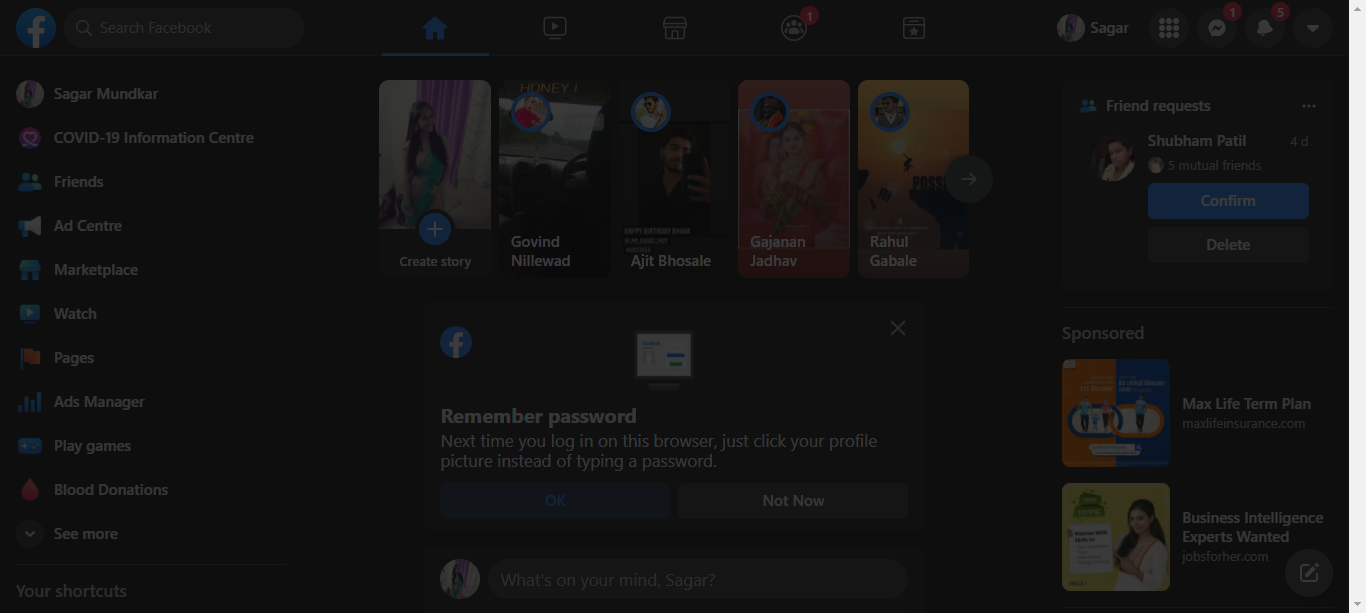 Search Facebook
1
Sagar
1
5
Sagar Mundkar
COVID-19 Information Centre
Friends
Ad Centre
Marketplace
Watch
Pages
Ads Manager
Play games
Blood Donations
See more
Your shortcuts
Create story
HONEY
Govind
Nillewad
HAPPY BIRTHDAY BHAVA
Ajit Bhosale
Gajanan
Jadhav
POSS
Rahul
Gabale
Remember password
Next time you log in on this browser, just click your profile
picture instead of typing a password.
OK
Not Now
What's on your mind, Sagar?
Friend requests
Shubham Patil
4 d
5 mutual friends
Confirm
Delete
Sponsored
Max Life Term Plan
maxlifeinsurance.com
Business Intelligence
Experts Wanted
jobsforher.com